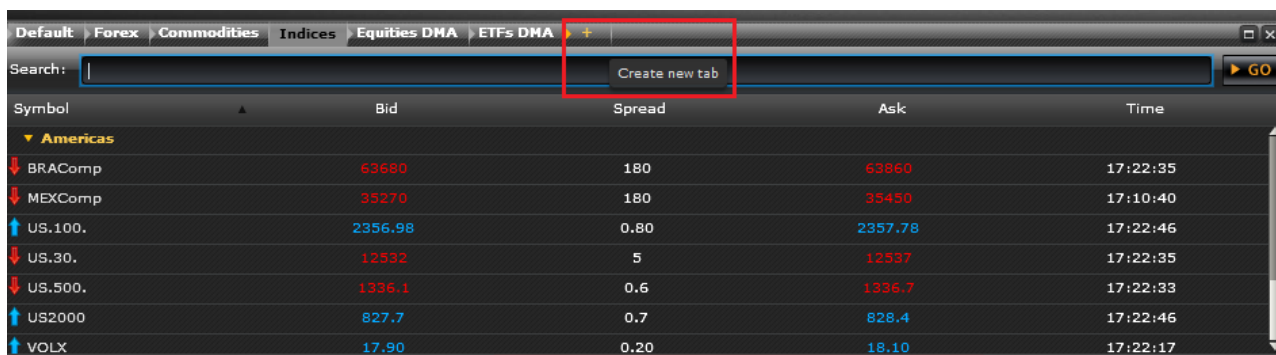 Default Forex Commodities Indices Equities DMA ETFs DMA +
Search: GO
Create new tab
Symbol Bid Spread Ask Time
Americas
BRAComp 63680 180 63860 17:22:35
MEXComp 35270 180 35450 17:10:40
US.100. 2356.98 0.80 2357.78 17:22:46
US.30. 12532 5 12537 17:22:35
US.500. 1336.1 0.6 1336.7 17:22:33
US2000 827.7 0.7 828.4 17:22:46
VOLX 17.90 0.20 18.10 17:22:17